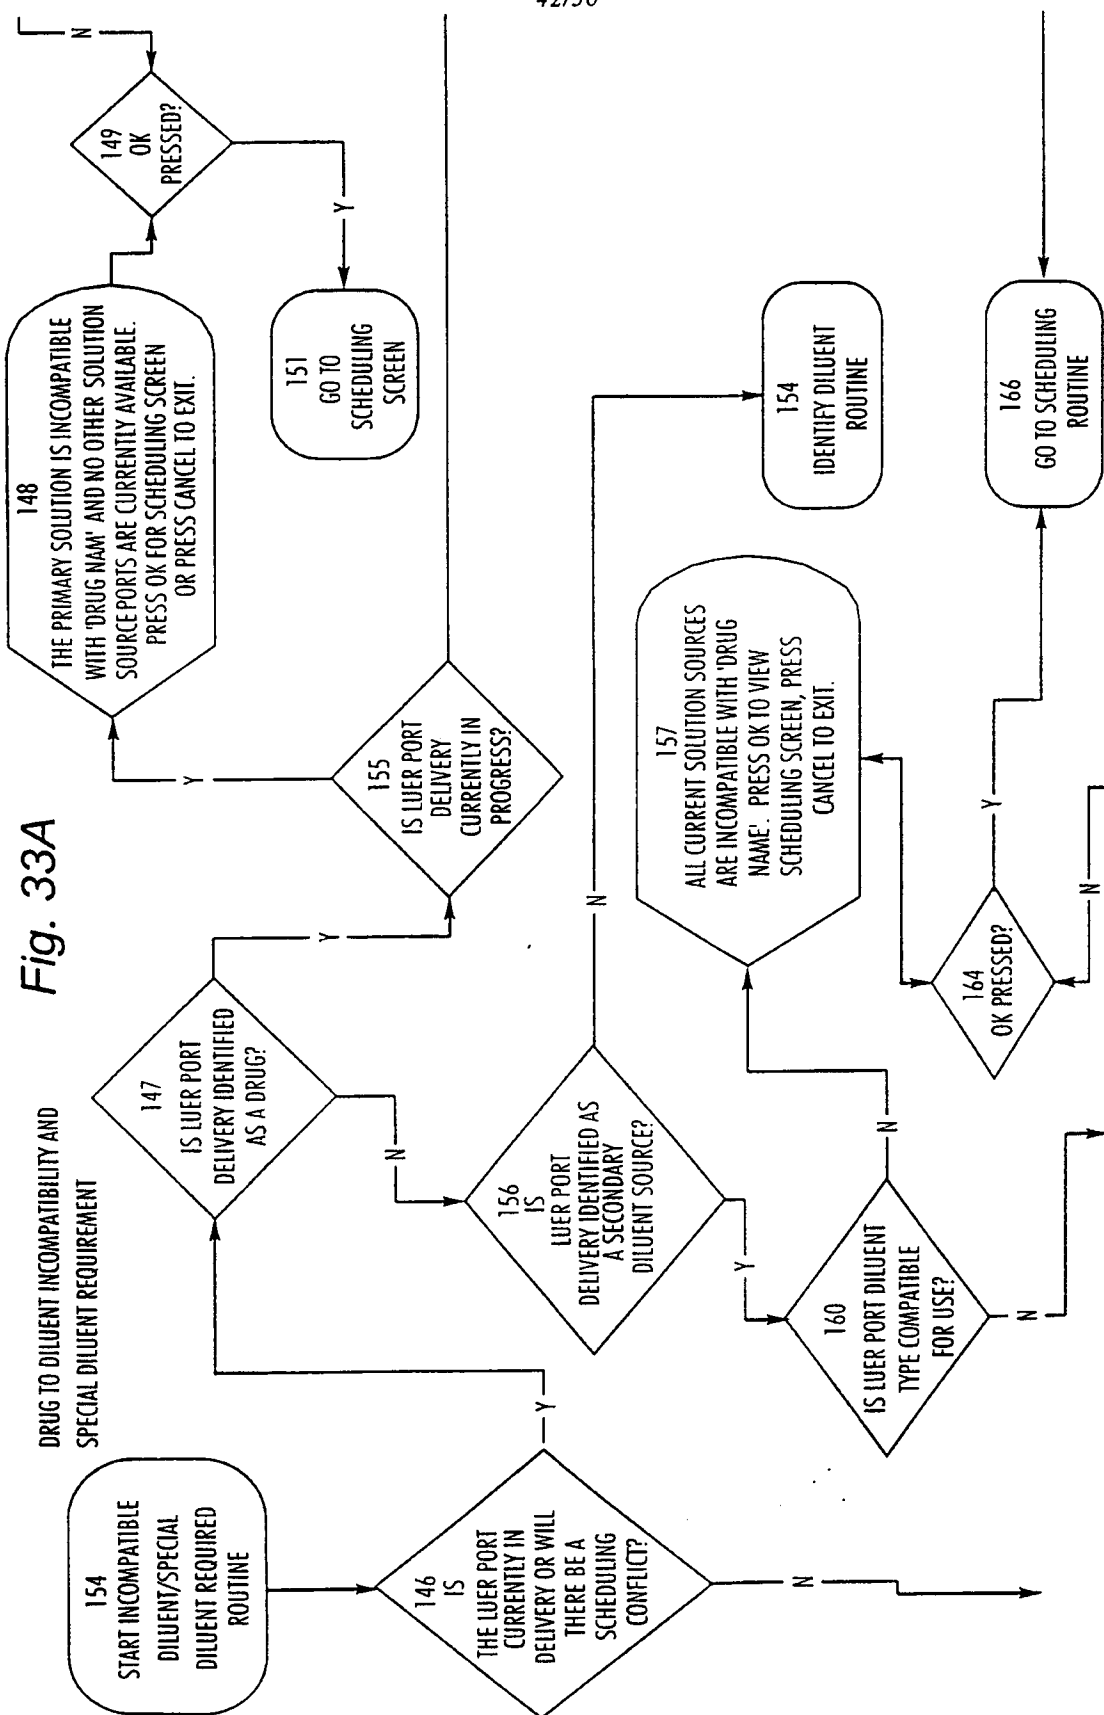 42/50
Fig. 33A
DRUG TO DILUENT INCOMPATIBILITY AND
SPECIAL DILUENT REQUIREMENT
154
START INCOMPATIBLE
DILUENT/SPECIAL
DILUENT REQUIRED
ROUTINE
146
IS
THE LUER PORT
CURRENTLY IN
DELIVERY OR WILL
THERE BE A
SCHEDULING
CONFLICT?
Y
N
147
IS LUER PORT
DELIVERY IDENTIFIED
AS A DRUG?
Y
N
155
IS LUER PORT
DELIVERY
CURRENTLY IN
PROGRESS?
Y
148
THE PRIMARY SOLUTION IS INCOMPATIBLE
WITH 'DRUG NAM' AND NO OTHER SOLUTION
SOURCE PORTS ARE CURRENTLY AVAILABLE.
PRESS OK FOR SCHEDULING SCREEN
OR PRESS CANCEL TO EXIT.
149
OK
PRESSED?
N
Y
151
GO TO
SCHEDULING
SCREEN
156
IS
LUER PORT
DELIVERY IDENTIFIED AS
A SECONDARY
DILUENT SOURCE?
N
Y
154
IDENTIFY DILUENT
ROUTINE
160
IS LUER PORT DILUENT
TYPE COMPATIBLE
FOR USE?
N
N
157
ALL CURRENT SOLUTION SOURCES
ARE INCOMPATIBLE WITH 'DRUG
NAME'. PRESS OK TO VIEW
SCHEDULING SCREEN, PRESS
CANCEL TO EXIT.
164
OK PRESSED?
Y
N
166
GO TO SCHEDULING
ROUTINE